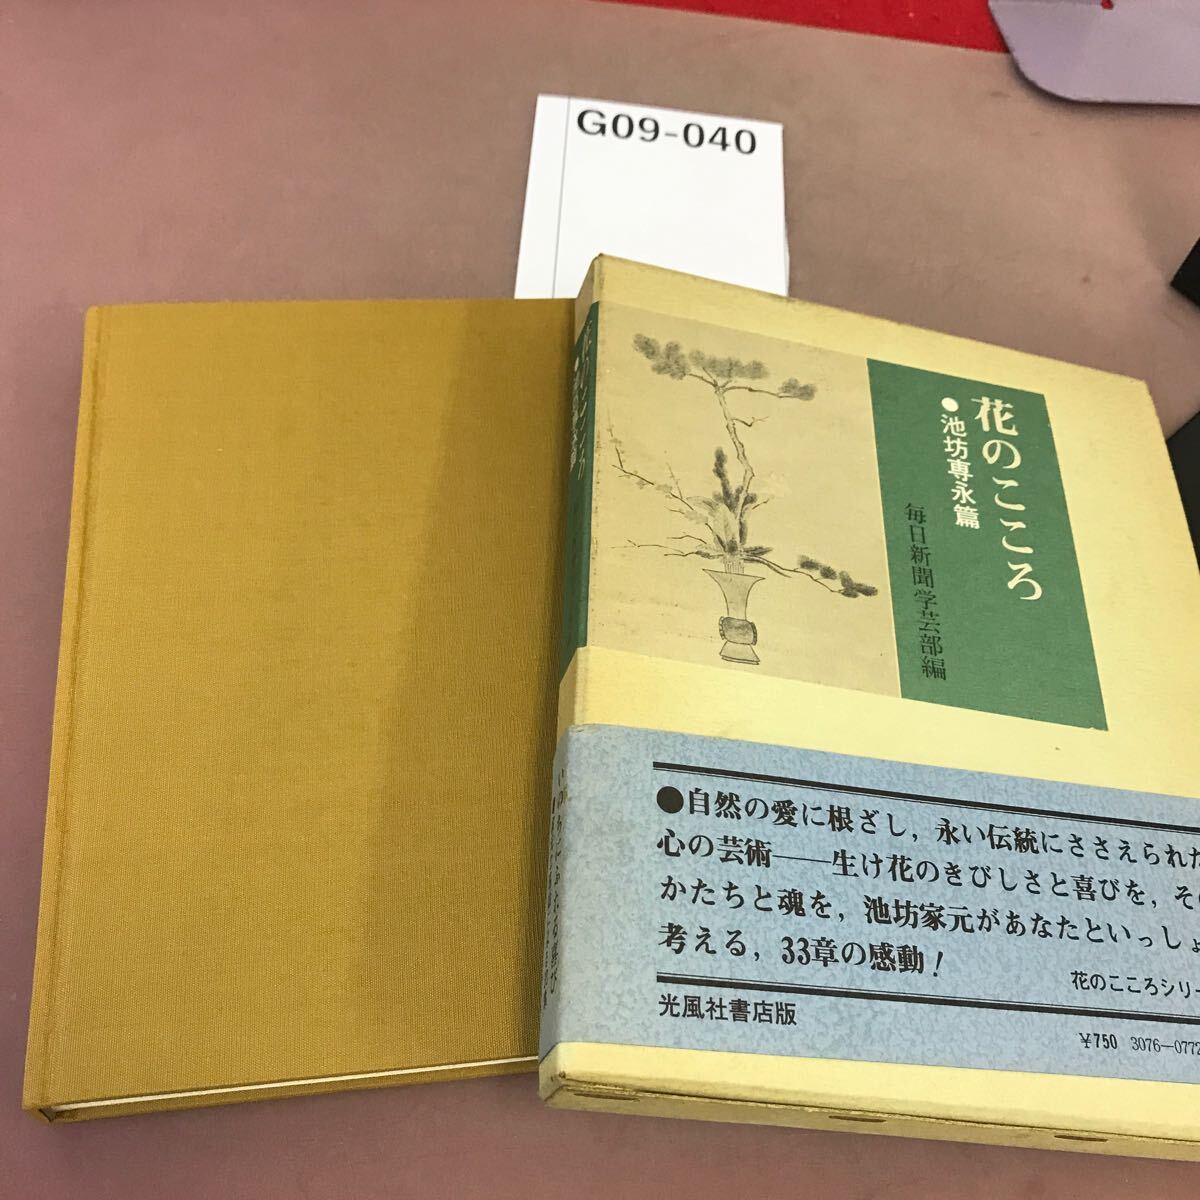 G09-040
花のこころ
●池坊専永篇
毎日新聞学芸部編
●自然の愛に根ざし，永い伝統にささえられた
心の芸術――生け花のきびしさと喜びを，その
かたちと魂を，池坊家元があなたといっしょ
考える，33章の感動！
花のこころシリー
光風社書店版
¥750 3076-0772
花のこころ